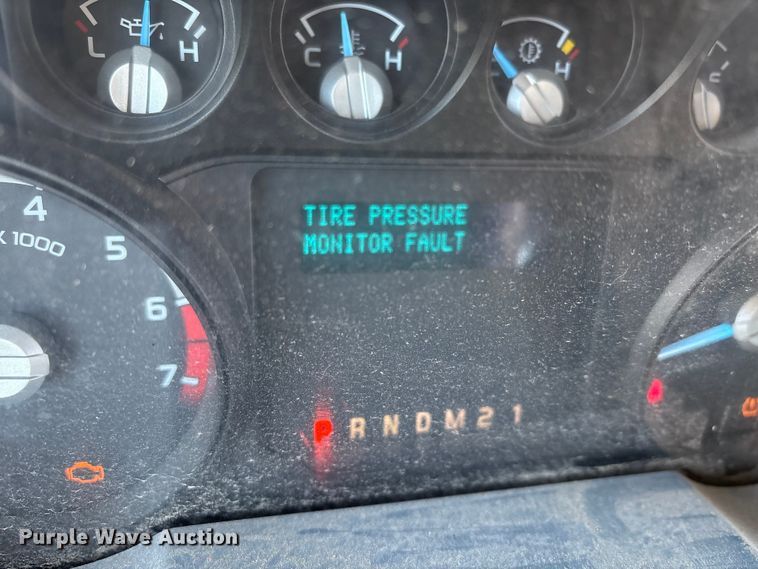 L H
C H
H
C
4
X 1000
5
6
7
TIRE PRESSURE
MONITOR FAULT
P R N D M 2 1
Purple Wave Auction